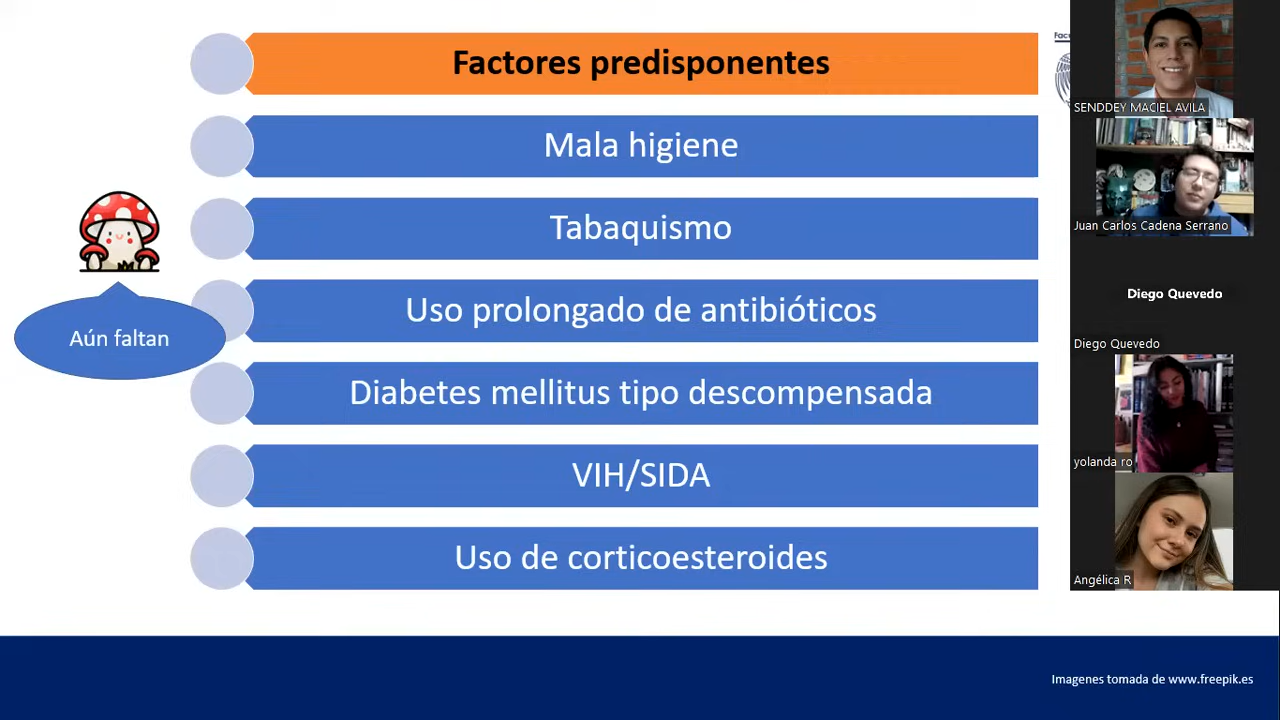 Factores predisponentes
Mala higiene
Tabaquismo
Uso prolongado de antibióticos
Aún faltan
Diabetes mellitus tipo descompensada
VIH/SIDA
Uso de corticoesteroides
Imagenes tomada de www.freepik.es
Facu
SENDDEY MACIEL AVILA
Juan Carlos Cadena Serrano
Diego Quevedo
Diego Quevedo
yolanda ro
Angélica R